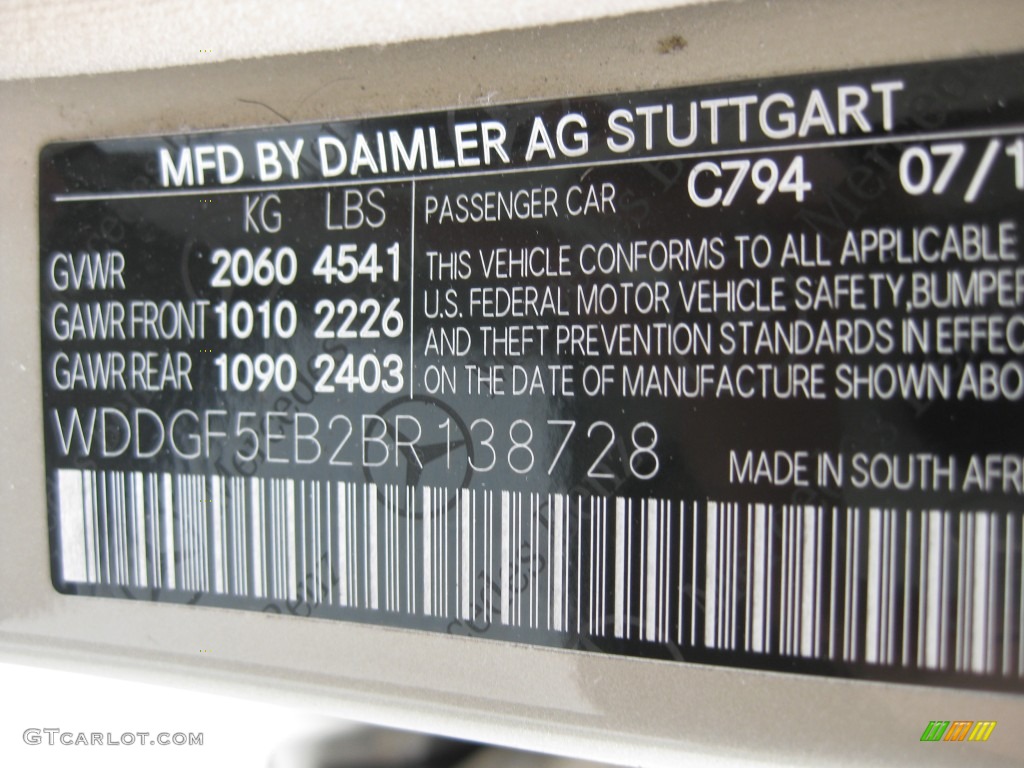 MFD BY DAIMLER AG STUTTGART
KG LBS PASSENGER CAR C794 07/1
GVWR 2060 4541
GAWR FRONT 1010 2226
GAWR REAR 1090 2403
THIS VEHICLE CONFORMS TO ALL APPLICABLE
U.S. FEDERAL MOTOR VEHICLE SAFETY, BUMPER
AND THEFT PREVENTION STANDARDS IN EFFEC
ON THE DATE OF MANUFACTURE SHOWN ABO
WDDGF5EB2BR138728
MADE IN SOUTH AFRI
GTCARLOT.COM